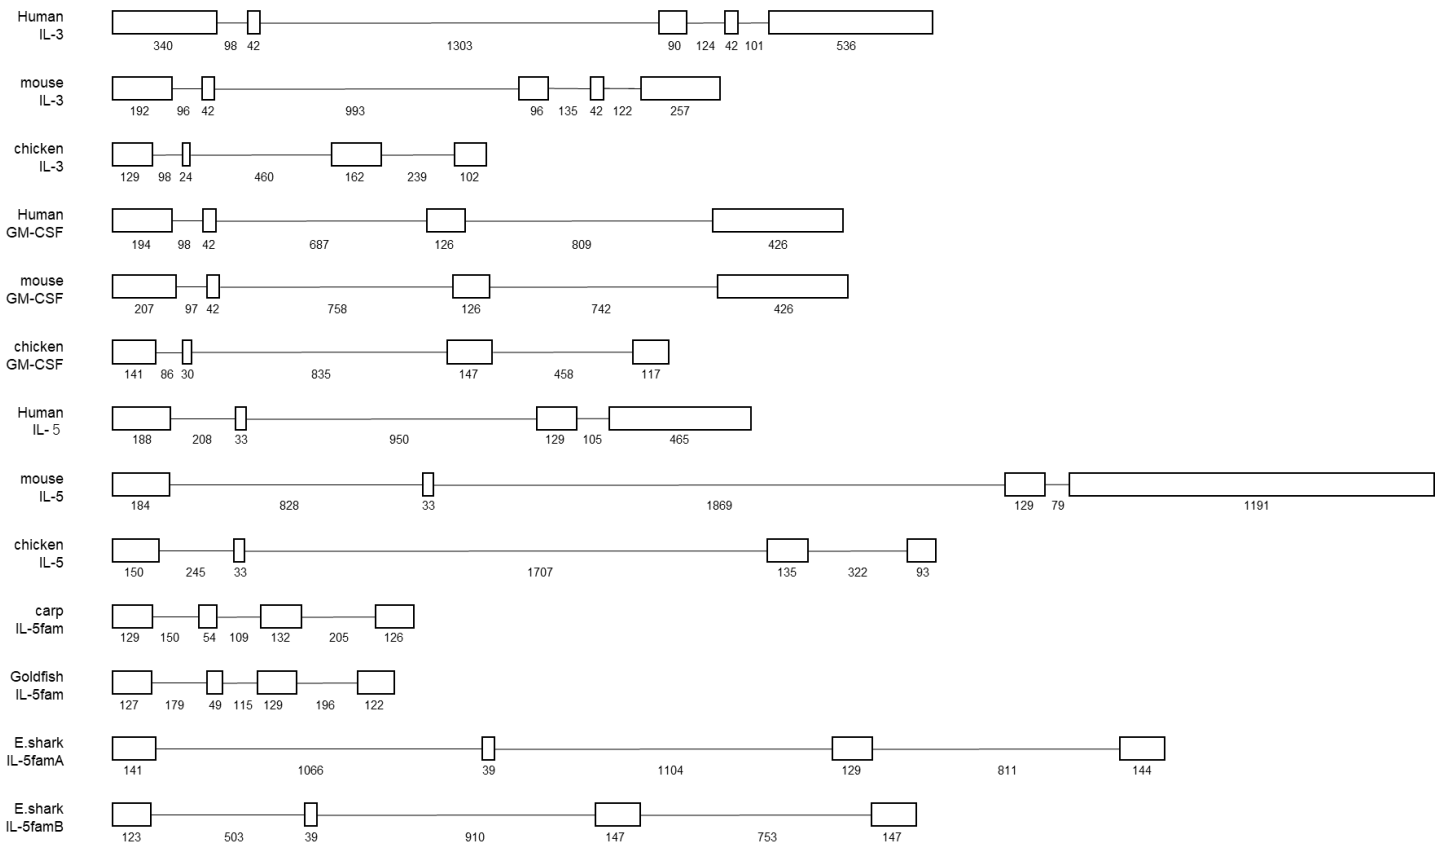 Human
IL-3
340 98 42 1303 90 124 42 101 536
mouse
IL-3
192 96 42 993 96 135 42 122 257
chicken
IL-3
129 98 24 460 162 239 102
Human
GM-CSF
194 98 42 687 126 809 426
mouse
GM-CSF
207 97 42 758 126 742 426
chicken
GM-CSF
141 86 30 835 147 458 117
Human
IL-５
188 208 33 950 129 105 465
mouse
IL-5
184 828 33 1869 129 79 1191
chicken
IL-5
150 245 33 1707 135 322 93
carp
IL-5fam
129 150 54 109 132 205 126
Goldfish
IL-5fam
127 179 49 115 129 196 122
E.shark
IL-5famA
141 1066 39 1104 129 811 144
E.shark
IL-5famB
123 503 39 910 147 753 147